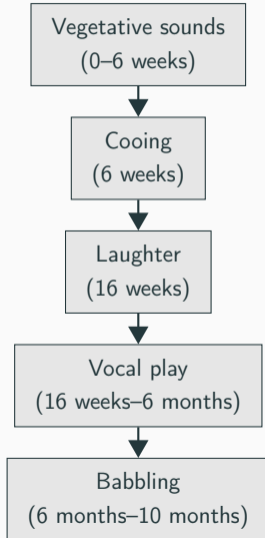 Vegetative sounds
(0–6 weeks)
Cooing
(6 weeks)
Laughter
(16 weeks)
Vocal play
(16 weeks–6 months)
Babbling
(6 months–10 months)